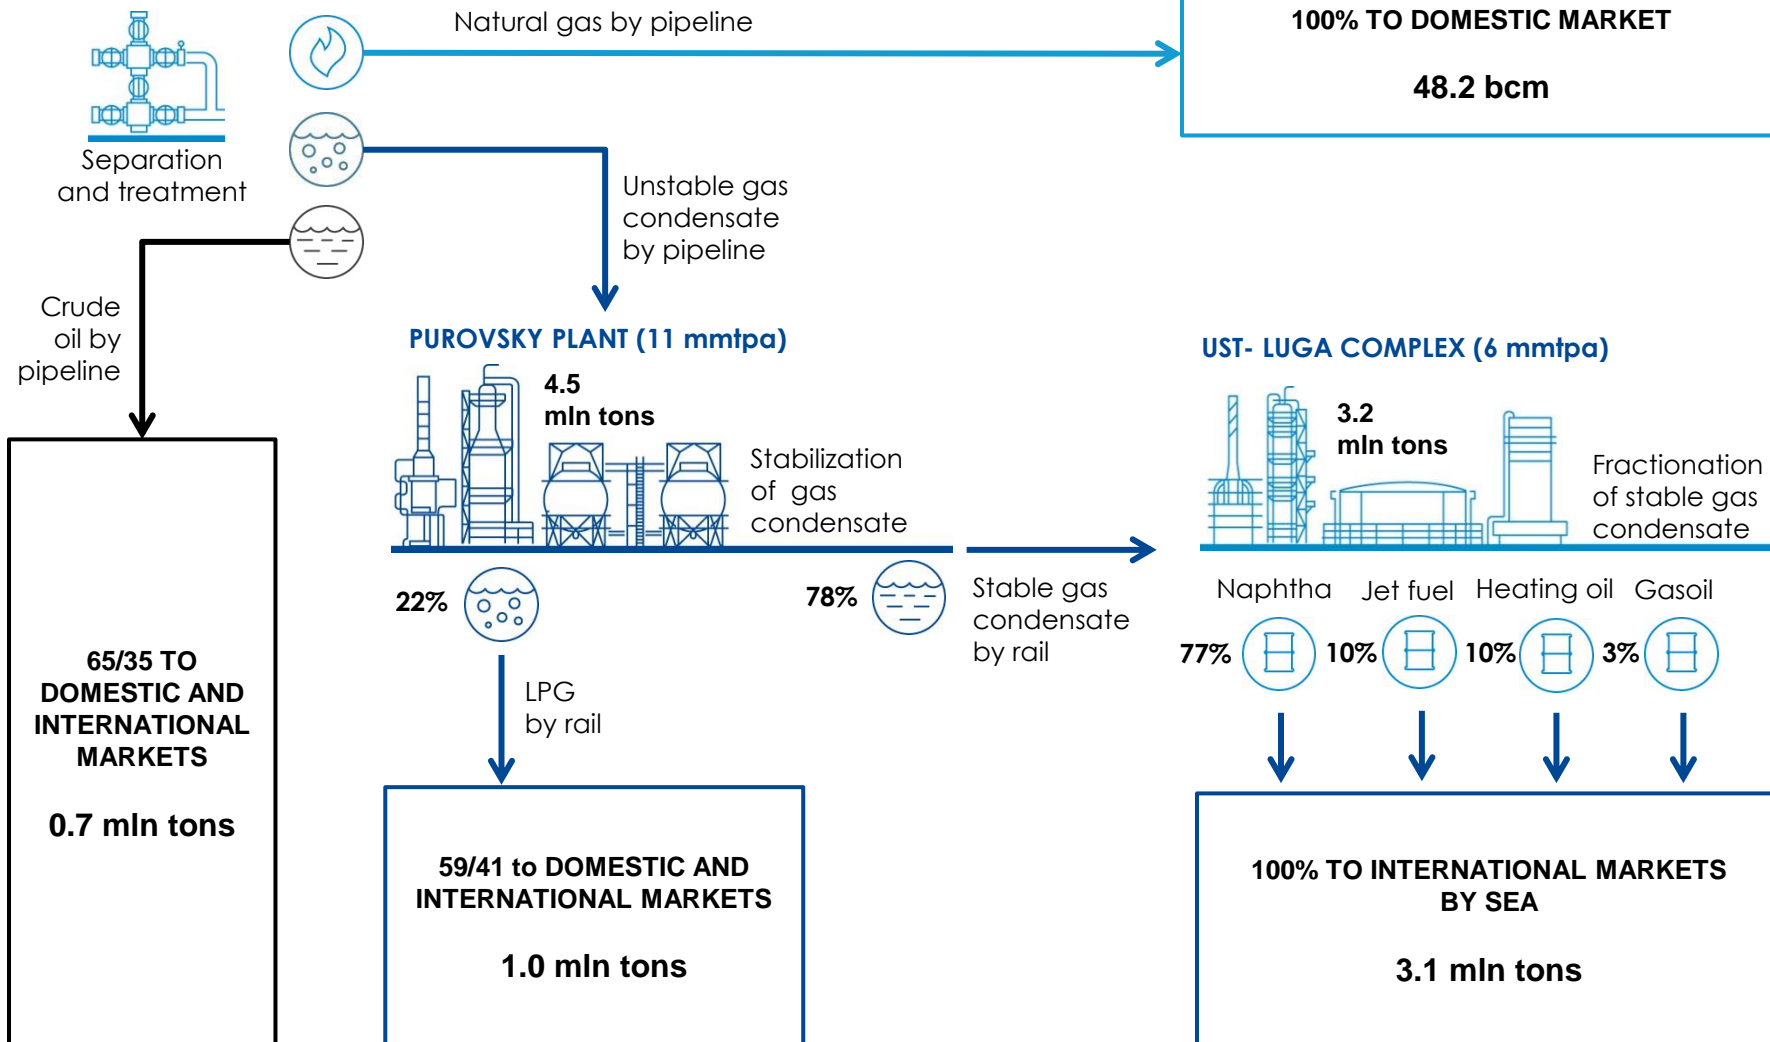 Natural gas by pipeline
100% TO DOMESTIC MARKET
48.2 bcm
Separation
and treatment
Unstable gas
condensate
by pipeline
Crude
oil by
pipeline
PUROVSKY PLANT (11 mmtpa)
4.5
mln tons
Stabilization
of gas
condensate
UST- LUGA COMPLEX (6 mmtpa)
3.2
mln tons
Fractionation
of stable gas
condensate
22%
78%
Stable gas
condensate
by rail
Naphtha
Jet fuel
Heating oil
Gasoil
77%
10%
10%
3%
LPG
by rail
65/35 TO
DOMESTIC AND
INTERNATIONAL
MARKETS
0.7 mln tons
59/41 to DOMESTIC AND
INTERNATIONAL MARKETS
1.0 mln tons
100% TO INTERNATIONAL MARKETS
BY SEA
3.1 mln tons